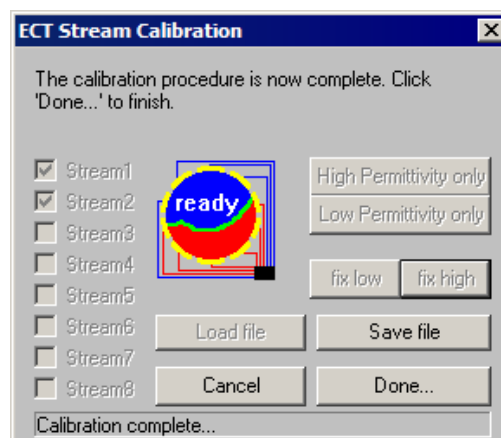 ECT Stream Calibration
The calibration procedure is now complete. Click
'Done...' to finish.
Stream1
Stream2
Stream3
Stream4
Stream5
Stream6
Stream7
Stream8
ready
High Permittivity only
Low Permittivity only
fix low
fix high
Load file
Save file
Cancel
Done...
Calibration complete...